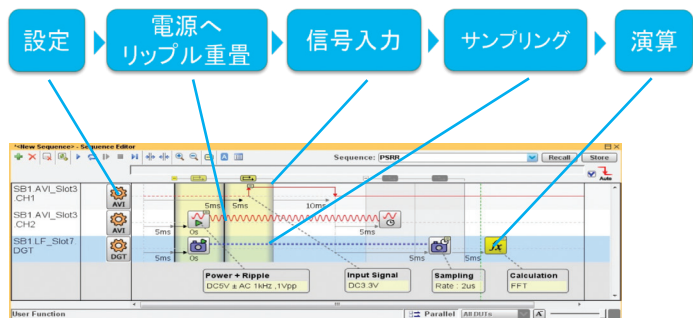 設定
電源へ
リップル重畳
信号入力
サンプリング
演算
*<New Sequence> - Sequence Editor
Sequence: PSRR
Recall
Store
Auto
SB1.AVI_Slot3
.CH1
AVI
5ms
5ms
10ms
SB1.AVI_Slot3
.CH2
AVI
5ms
0s
5ms
SB1.LF_Slot7.
DGT
DGT
5ms
0s
5ms
5ms
fx
Power + Ripple
DC5V ± AC 1kHz ,1Vpp
Input Signal
DC3.3V
Sampling
Rate : 2us
Calculation
FFT
User Function
Parallel
All DUTs